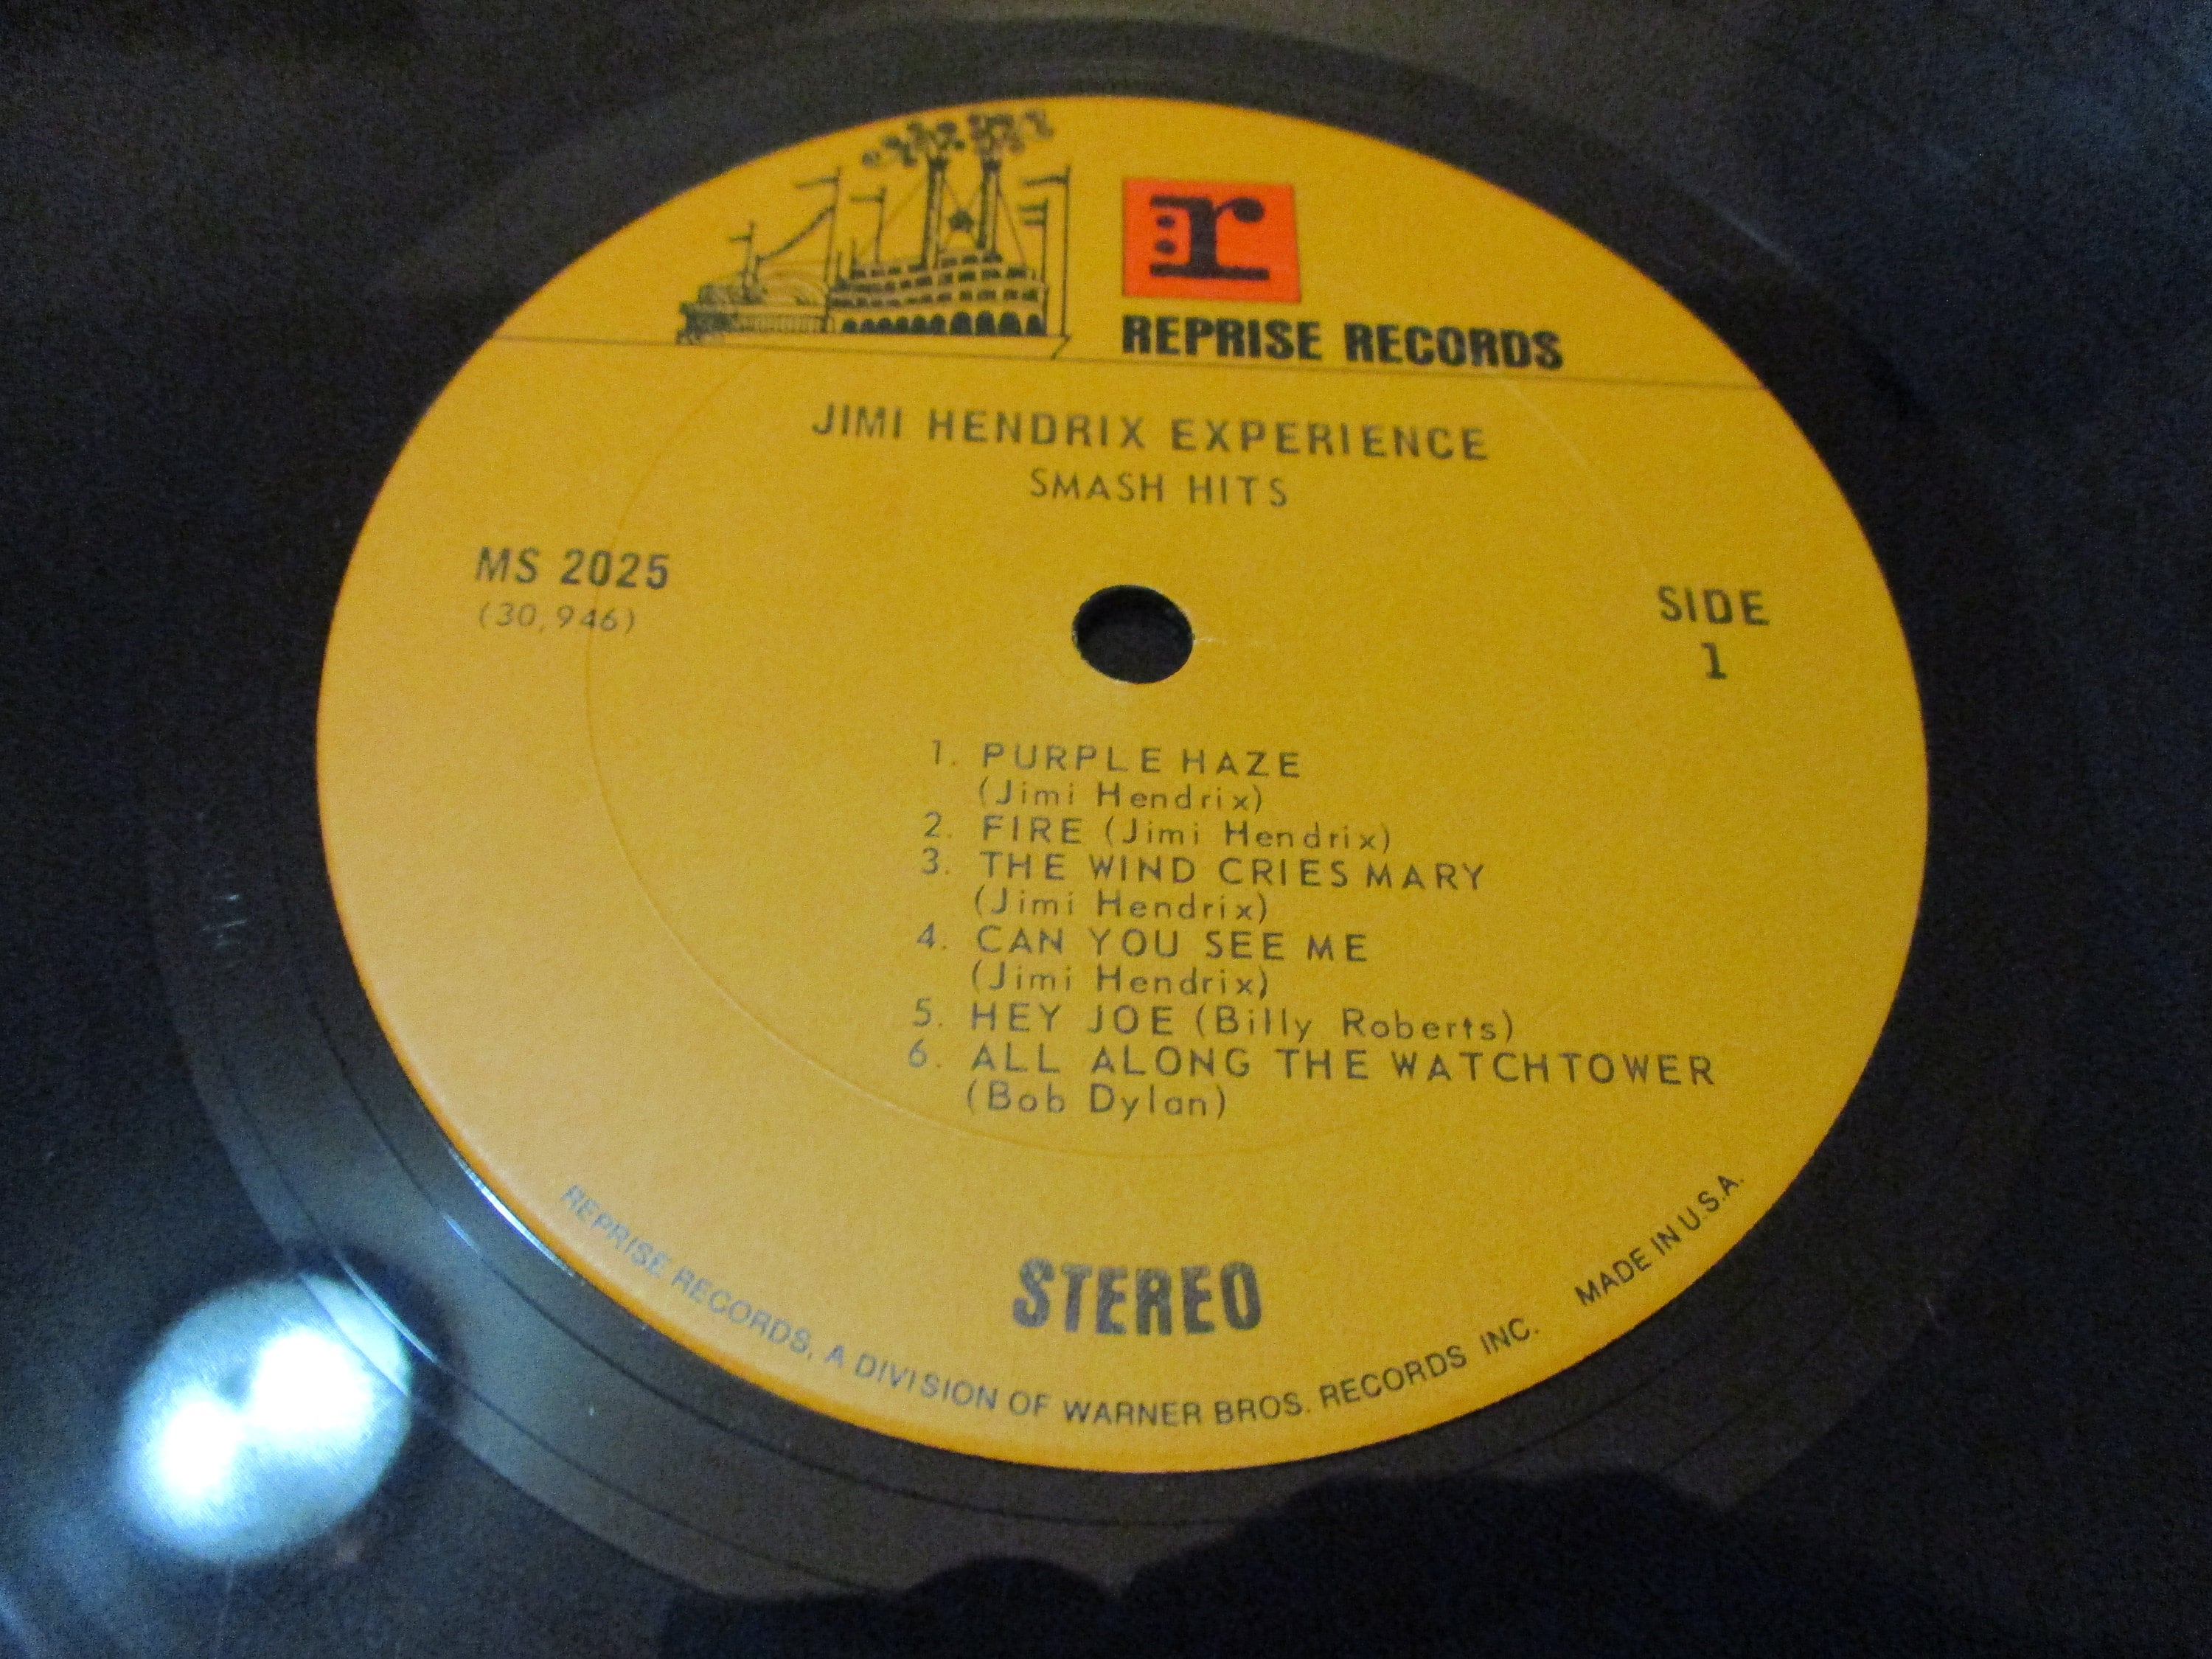 r
REPRISE RECORDS
JIMI HENDRIX EXPERIENCE
SMASH HITS
MS 2025
(30,946)
SIDE
1
1. PURPLE HAZE
(Jimi Hendrix)
2. FIRE (Jimi Hendrix)
3. THE WIND CRIES MARY
(Jimi Hendrix)
4. CAN YOU SEE ME
(Jimi Hendrix)
5. HEY JOE (Billy Roberts)
6. ALL ALONG THE WATCHTOWER
(Bob Dylan)
STEREO
REPRISE RECORDS, A DIVISION OF WARNER BROS. RECORDS INC. MADE IN U.S.A.